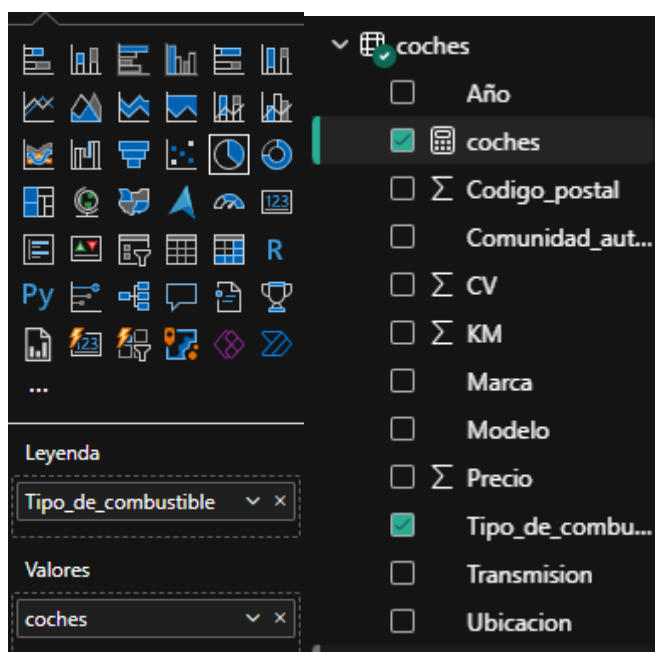 123
R
Py
123
...
Leyenda
Tipo_de_combustible
Valores
coches
coches
Año
coches
Σ Codigo_postal
Comunidad_aut...
Σ CV
Σ KM
Marca
Modelo
Σ Precio
Tipo_de_combu...
Transmision
Ubicacion